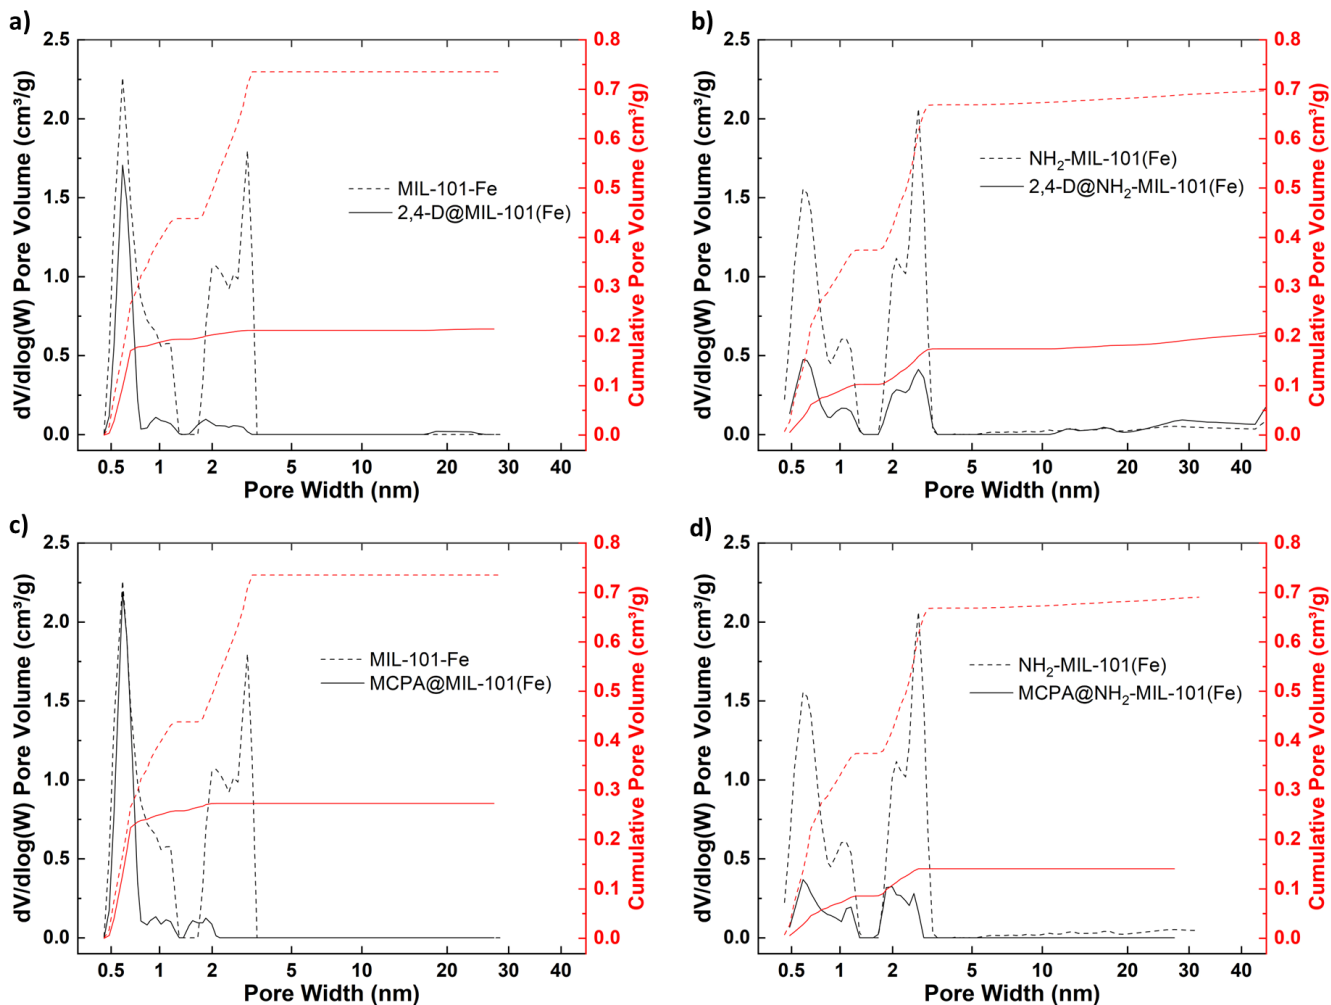 a)
dV/dlog(W) Pore Volume (cm³/g)
2.5
2.0
1.5
1.0
0.5
0.0
MIL-101-Fe
2,4-D@MIL-101(Fe)
0.8
0.7
0.6
0.5
0.4
0.3
0.2
0.1
0.0
Cumulative Pore Volume (cm³/g)
0.5 1 2 5 10 20 30 40
Pore Width (nm)
b)
dV/dlog(W) Pore Volume (cm³/g)
2.5
2.0
1.5
1.0
0.5
0.0
NH₂-MIL-101(Fe)
2,4-D@NH₂-MIL-101(Fe)
0.8
0.7
0.6
0.5
0.4
0.3
0.2
0.1
0.0
Cumulative Pore Volume (cm³/g)
0.5 1 2 5 10 20 30 40
Pore Width (nm)
c)
dV/dlog(W) Pore Volume (cm³/g)
2.5
2.0
1.5
1.0
0.5
0.0
MIL-101-Fe
MCPA@MIL-101(Fe)
0.8
0.7
0.6
0.5
0.4
0.3
0.2
0.1
0.0
Cumulative Pore Volume (cm³/g)
0.5 1 2 5 10 20 30 40
Pore Width (nm)
d)
dV/dlog(W) Pore Volume (cm³/g)
2.5
2.0
1.5
1.0
0.5
0.0
NH₂-MIL-101(Fe)
MCPA@NH₂-MIL-101(Fe)
0.8
0.7
0.6
0.5
0.4
0.3
0.2
0.1
0.0
Cumulative Pore Volume (cm³/g)
0.5 1 2 5 10 20 30 40
Pore Width (nm)